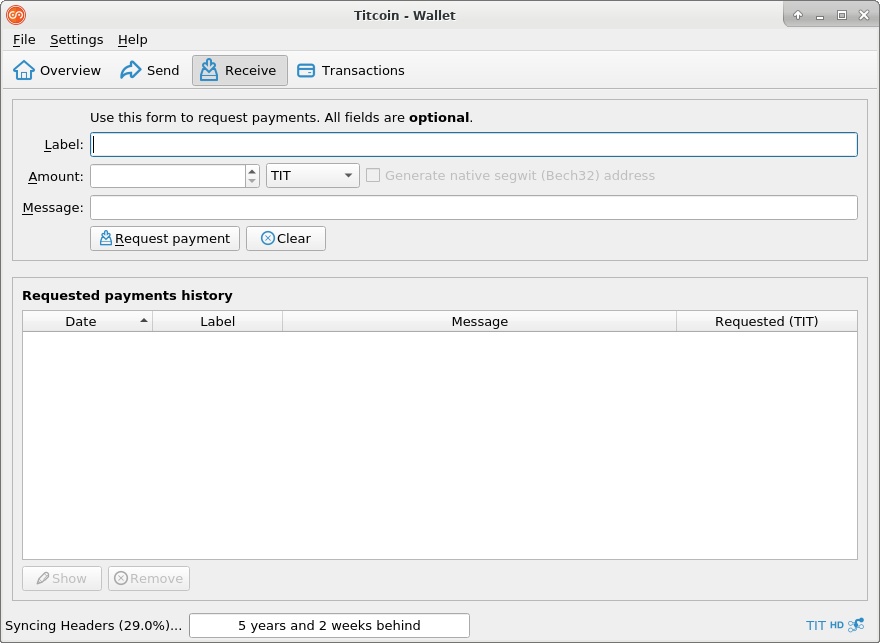 Titcoin - Wallet
File Settings Help
Overview Send Receive Transactions
Use this form to request payments. All fields are optional.
Label:
Amount: TIT Generate native segwit (Bech32) address
Message:
Request payment Clear
Requested payments history
Date Label Message Requested (TIT)
Show Remove
Syncing Headers (29.0%)... 5 years and 2 weeks behind TIT HD